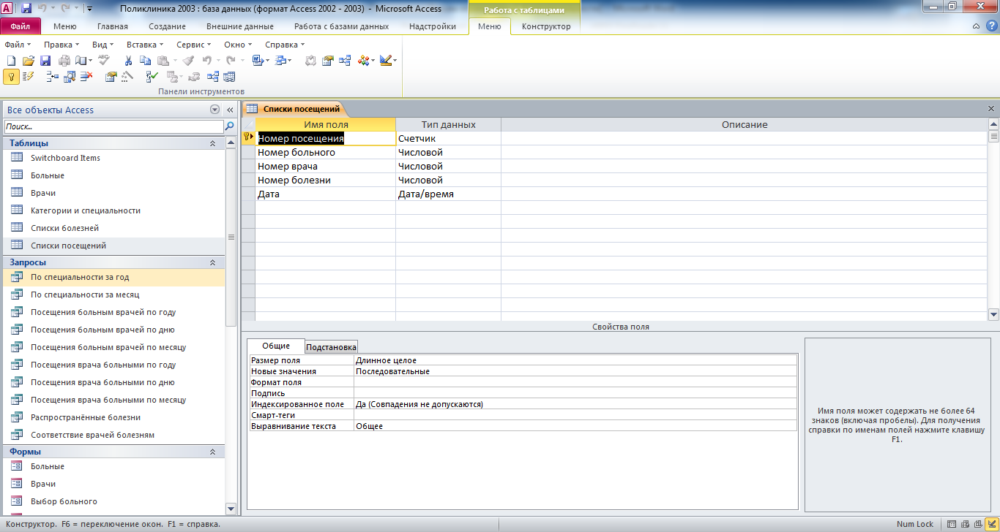 Поликлиника 2003 : база данных (формат Access 2002 - 2003) - Microsoft Access
Работа с таблицами
Файл Меню Главная Создание Внешние данные Работа с базами данных Надстройки Меню Конструктор
Файл Правка Вид Вставка Сервис Окно Справка
Панели инструментов
Все объекты Access
Поиск...
Таблицы
Switchboard Items
Больные
Врачи
Категории и специальности
Списки болезней
Списки посещений
Запросы
По специальности за год
По специальности за месяц
Посещения больным врачей по году
Посещения больным врачей по дню
Посещения больным врачей по месяцу
Посещения врача больными по году
Посещения врача больными по дню
Посещения врача больными по месяцу
Распространённые болезни
Соответствие врачей болезням
Формы
Больные
Врачи
Выбор больного
Списки посещений
Имя поля Тип данных Описание
Номер посещения Счетчик
Номер больного Числовой
Номер врача Числовой
Номер болезни Числовой
Дата Дата/время
Свойства поля
Общие Подстановка
Размер поля Длинное целое
Новые значения Последовательные
Формат поля
Подпись
Индексированное поле Да (Совпадения не допускаются)
Смарт-теги
Выравнивание текста Общее
Имя поля может содержать не более 64
знаков (включая пробелы). Для получения
справки по именам полей нажмите клавишу
F1.
Конструктор. F6 = переключение окон. F1 = справка.
Num Lock